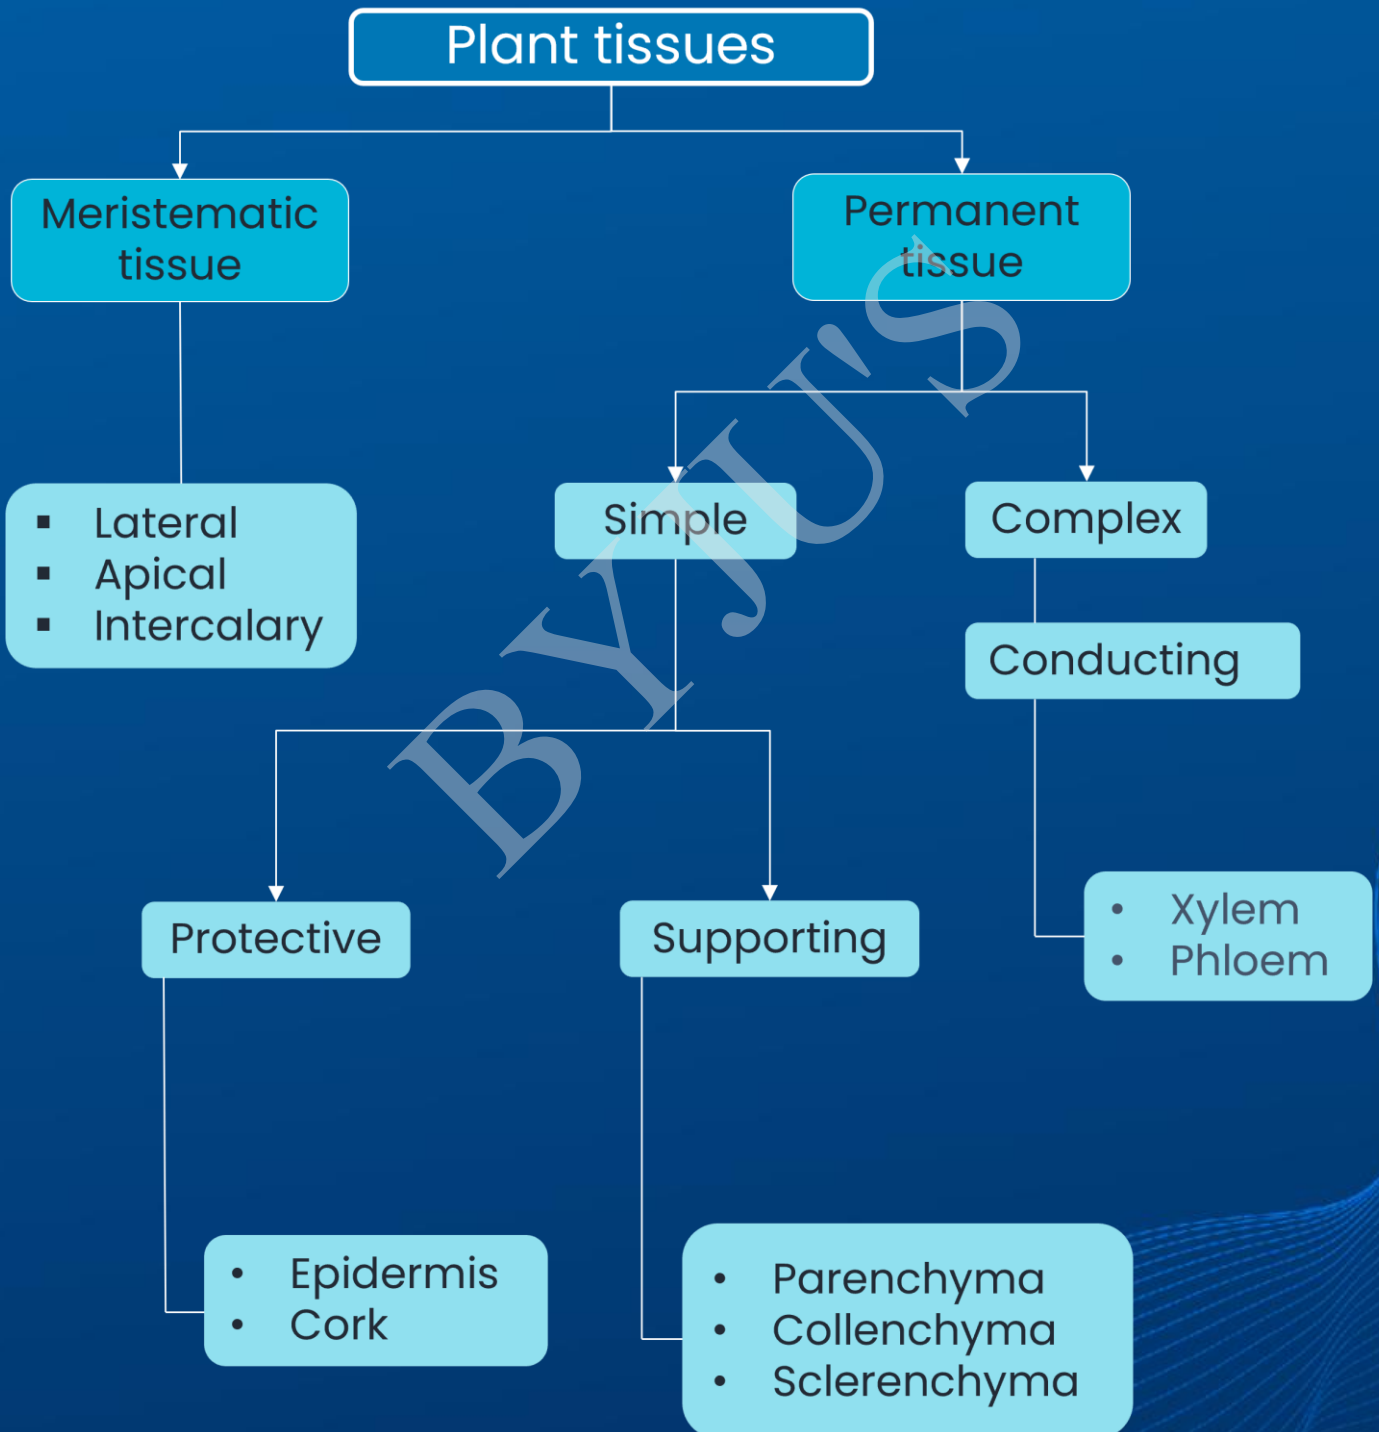 Plant tissues
Meristematic
tissue
Permanent
tissue
Lateral
Apical
Intercalary
Simple
Complex
Conducting
Xylem
Phloem
Protective
Supporting
Epidermis
Cork
Parenchyma
Collenchyma
Sclerenchyma
BYJU'S